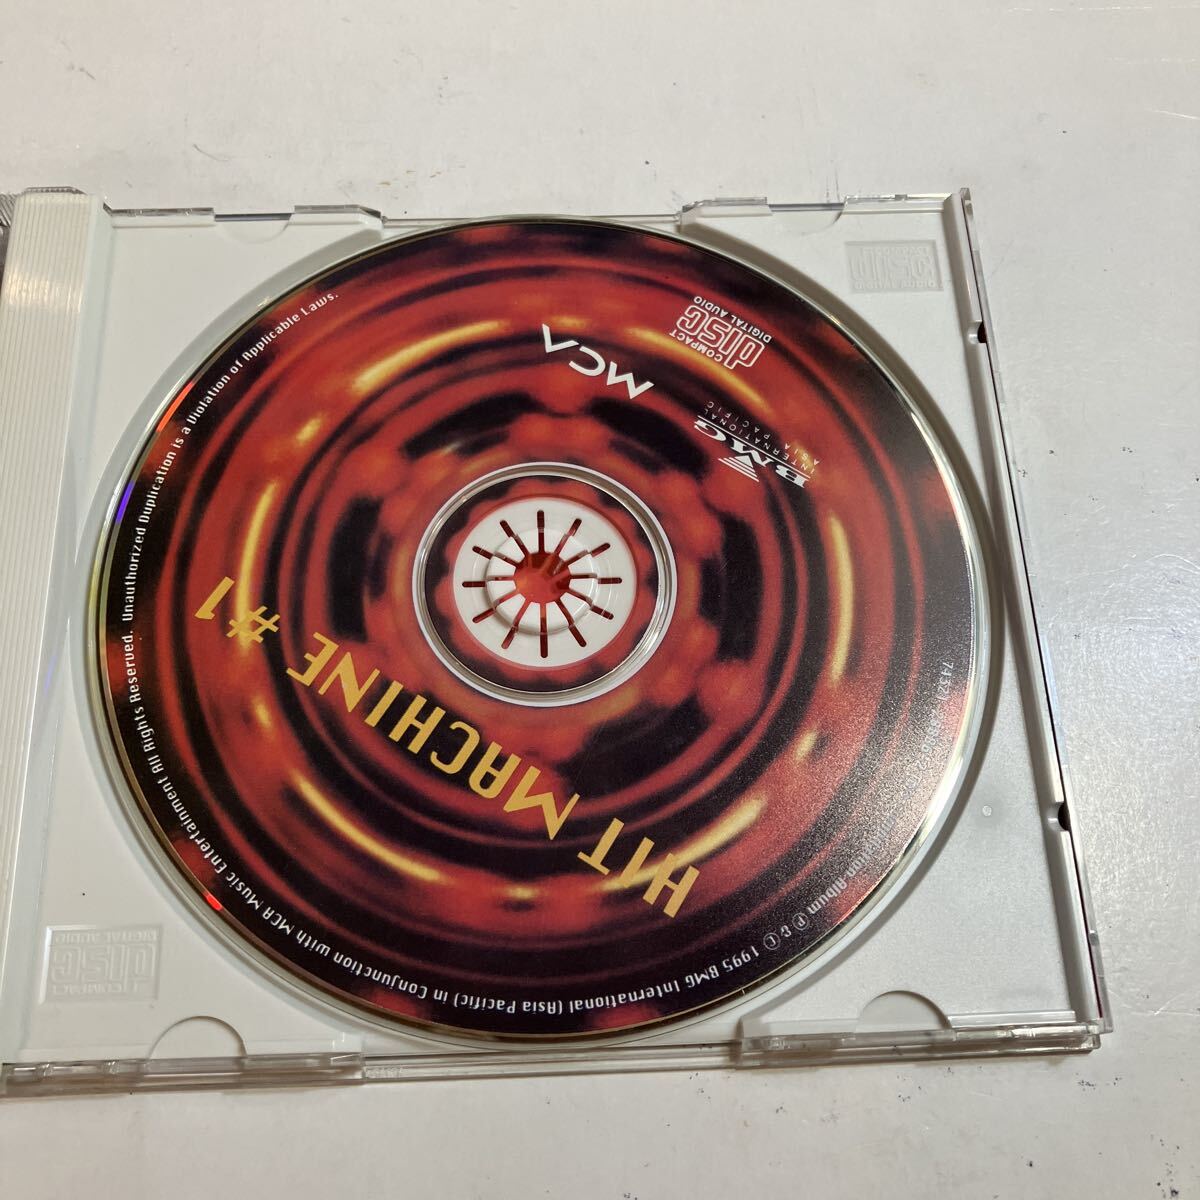 HIT MACHINE #1
MCA
BMG
INTERNATIONAL
ASIA PACIFIC
COMPACT
disc
DIGITAL AUDIO
Album ℗ & © 1995 BMG International (Asia Pacific) in Conjunction with MCA Music Entertainment All Rights Reserved. Unauthorized Duplication is a Violation of Applicable Laws.
COMPACT
disc
DIGITAL AUDIO
disc
DIGITAL AUDIO